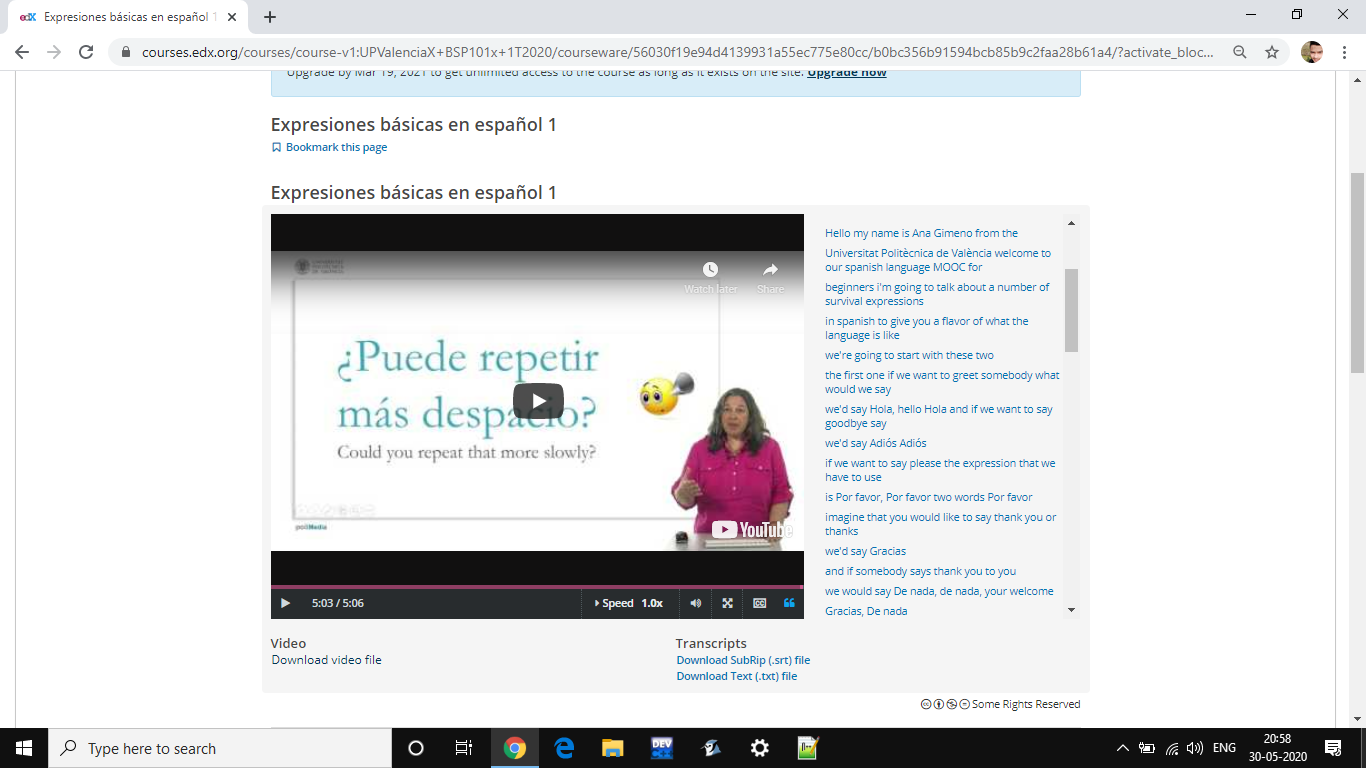 edX Expresiones básicas en español 1
courses.edx.org/courses/course-v1:UPValenciaX+BSP101x+1T2020/courseware/56030f19e94d4139931a55ec775e80cc/b0bc356b91594bcb85b9c2faa28b61a4/?activate_bloc...
Upgrade by Mar 19, 2021 to get unlimited access to the course as long as it exists on the site. Upgrade now
Expresiones básicas en español 1
Bookmark this page
Expresiones básicas en español 1
UNIVERSITAT
POLITÈCNICA
DE VALÈNCIA
Watch later
Share
¿Puede repetir
más despacio?
Could you repeat that more slowly?
poliMedia
YouTube
5:03 / 5:06
Speed 1.0x
CC
Hello my name is Ana Gimeno from the
Universitat Politècnica de València welcome to
our spanish language MOOC for
beginners i'm going to talk about a number of
survival expressions
in spanish to give you a flavor of what the
language is like
we're going to start with these two
the first one if we want to greet somebody what
would we say
we'd say Hola, hello Hola and if we want to say
goodbye say
we'd say Adiós Adiós
if we want to say please the expression that we
have to use
is Por favor, Por favor two words Por favor
imagine that you would like to say thank you or
thanks
we'd say Gracias
and if somebody says thank you to you
we would say De nada, de nada, your welcome
Gracias, De nada
Video
Download video file
Transcripts
Download SubRip (.srt) file
Download Text (.txt) file
Some Rights Reserved
Type here to search
DEV
ENG
20:58
30-05-2020